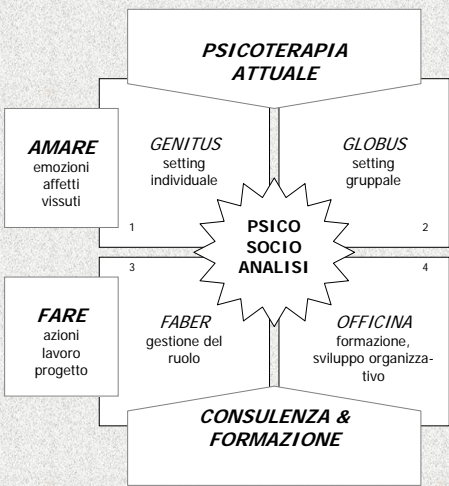 PSICOTERAPIA
ATTUALE
AMARE
emozioni
affetti
vissuti
GENITUS
setting
individuale
1
GLOBUS
setting
gruppale
2
PSICO
SOCIO
ANALISI
FARE
azioni
lavoro
progetto
3
FABER
gestione del
ruolo
4
OFFICINA
formazione,
sviluppo organizza-
tivo
CONSULENZA &
FORMAZIONE